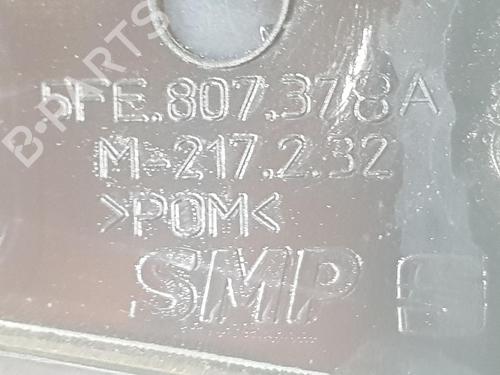 B-PARTS
5FE.807.378A
M-217.2.32
>POM<
SMP